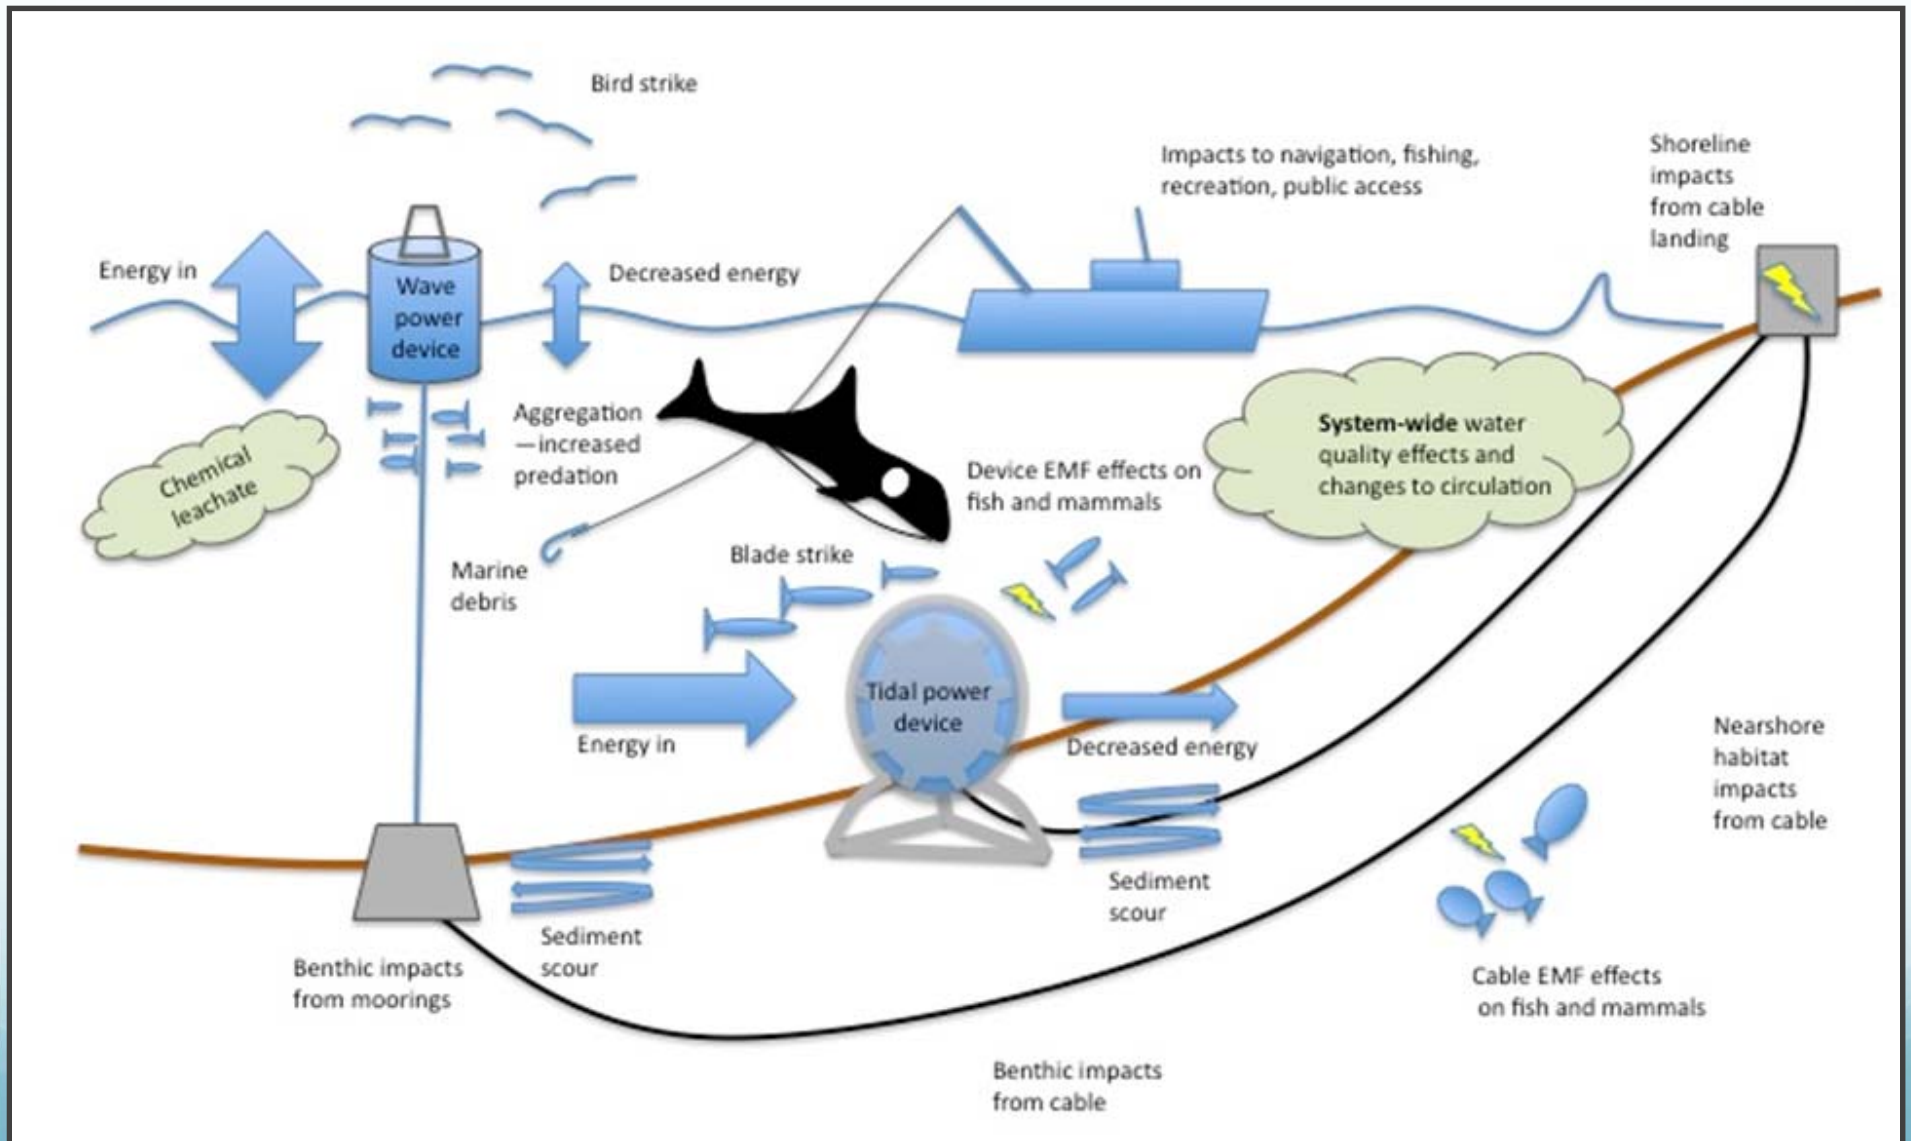 Bird strike
Impacts to navigation, fishing,
recreation, public access
Shoreline
impacts
from cable
landing
Energy in
Wave
power
device
Decreased energy
Chemical
leachate
Aggregation
—increased
predation
Marine
debris
Device EMF effects on
fish and mammals
System-wide water
quality effects and
changes to circulation
Blade strike
Energy in
Tidal power
device
Decreased energy
Nearshore
habitat
impacts
from cable
Sediment
scour
Sediment
scour
Benthic impacts
from moorings
Cable EMF effects
on fish and mammals
Benthic impacts
from cable